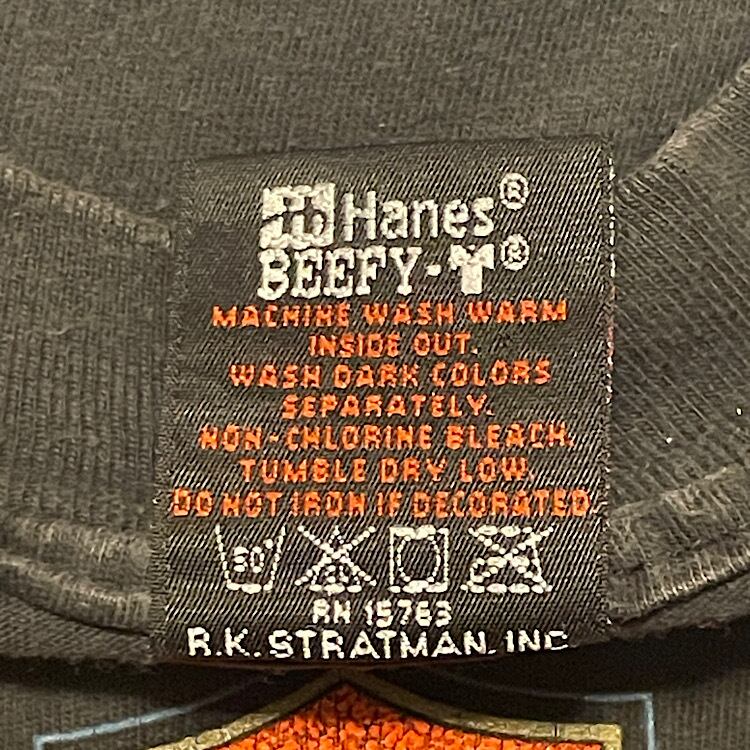 Hanes®
BEEFY-T®
MACHINE WASH WARM
INSIDE OUT.
WASH DARK COLORS
SEPARATELY.
NON-CHLORINE BLEACH.
TUMBLE DRY LOW.
DO NOT IRON IF DECORATED.
RN 15763
R.K. STRATMAN, INC.